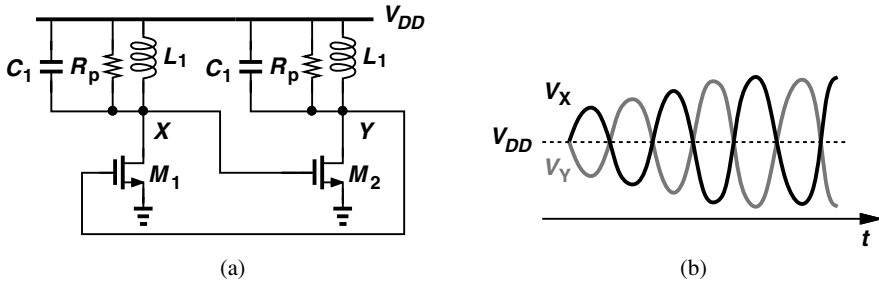 V_DD
C_1 R_p L_1 C_1 R_p L_1
X Y
M_1 M_2
(a)
V_X
V_DD
V_Y
t
(b)